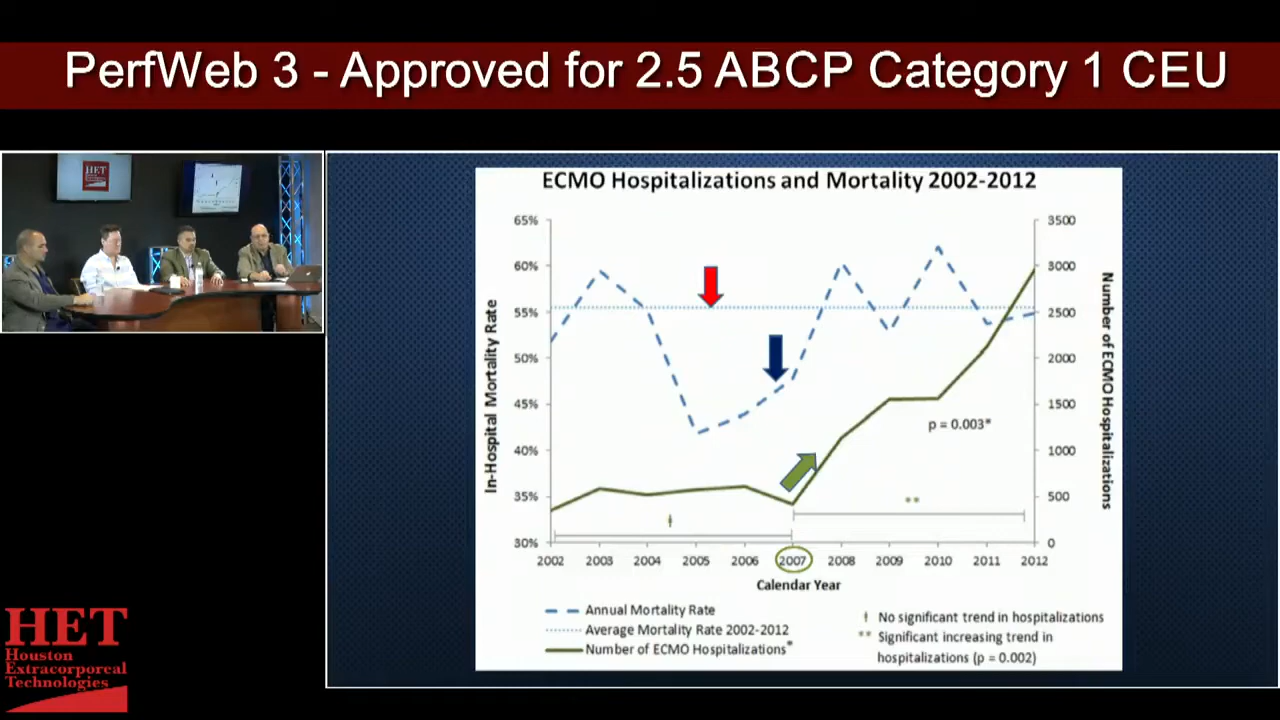 PerfWeb 3 - Approved for 2.5 ABCP Category 1 CEU
HET
ECMO Hospitalizations and Mortality 2002-2012
65%
60%
55%
50%
45%
40%
35%
30%
In-Hospital Mortality Rate
3500
3000
2500
2000
1500
1000
500
0
Number of ECMO Hospitalizations
p = 0.003*
**
ƚ
2002 2003 2004 2005 2006 2007 2008 2009 2010 2011 2012
Calendar Year
Annual Mortality Rate
Average Mortality Rate 2002-2012
Number of ECMO Hospitalizations*
ƚ No significant trend in hospitalizations
** Significant increasing trend in
hospitalizations (p = 0.002)
HET
Houston
Extracorporeal
Technologies